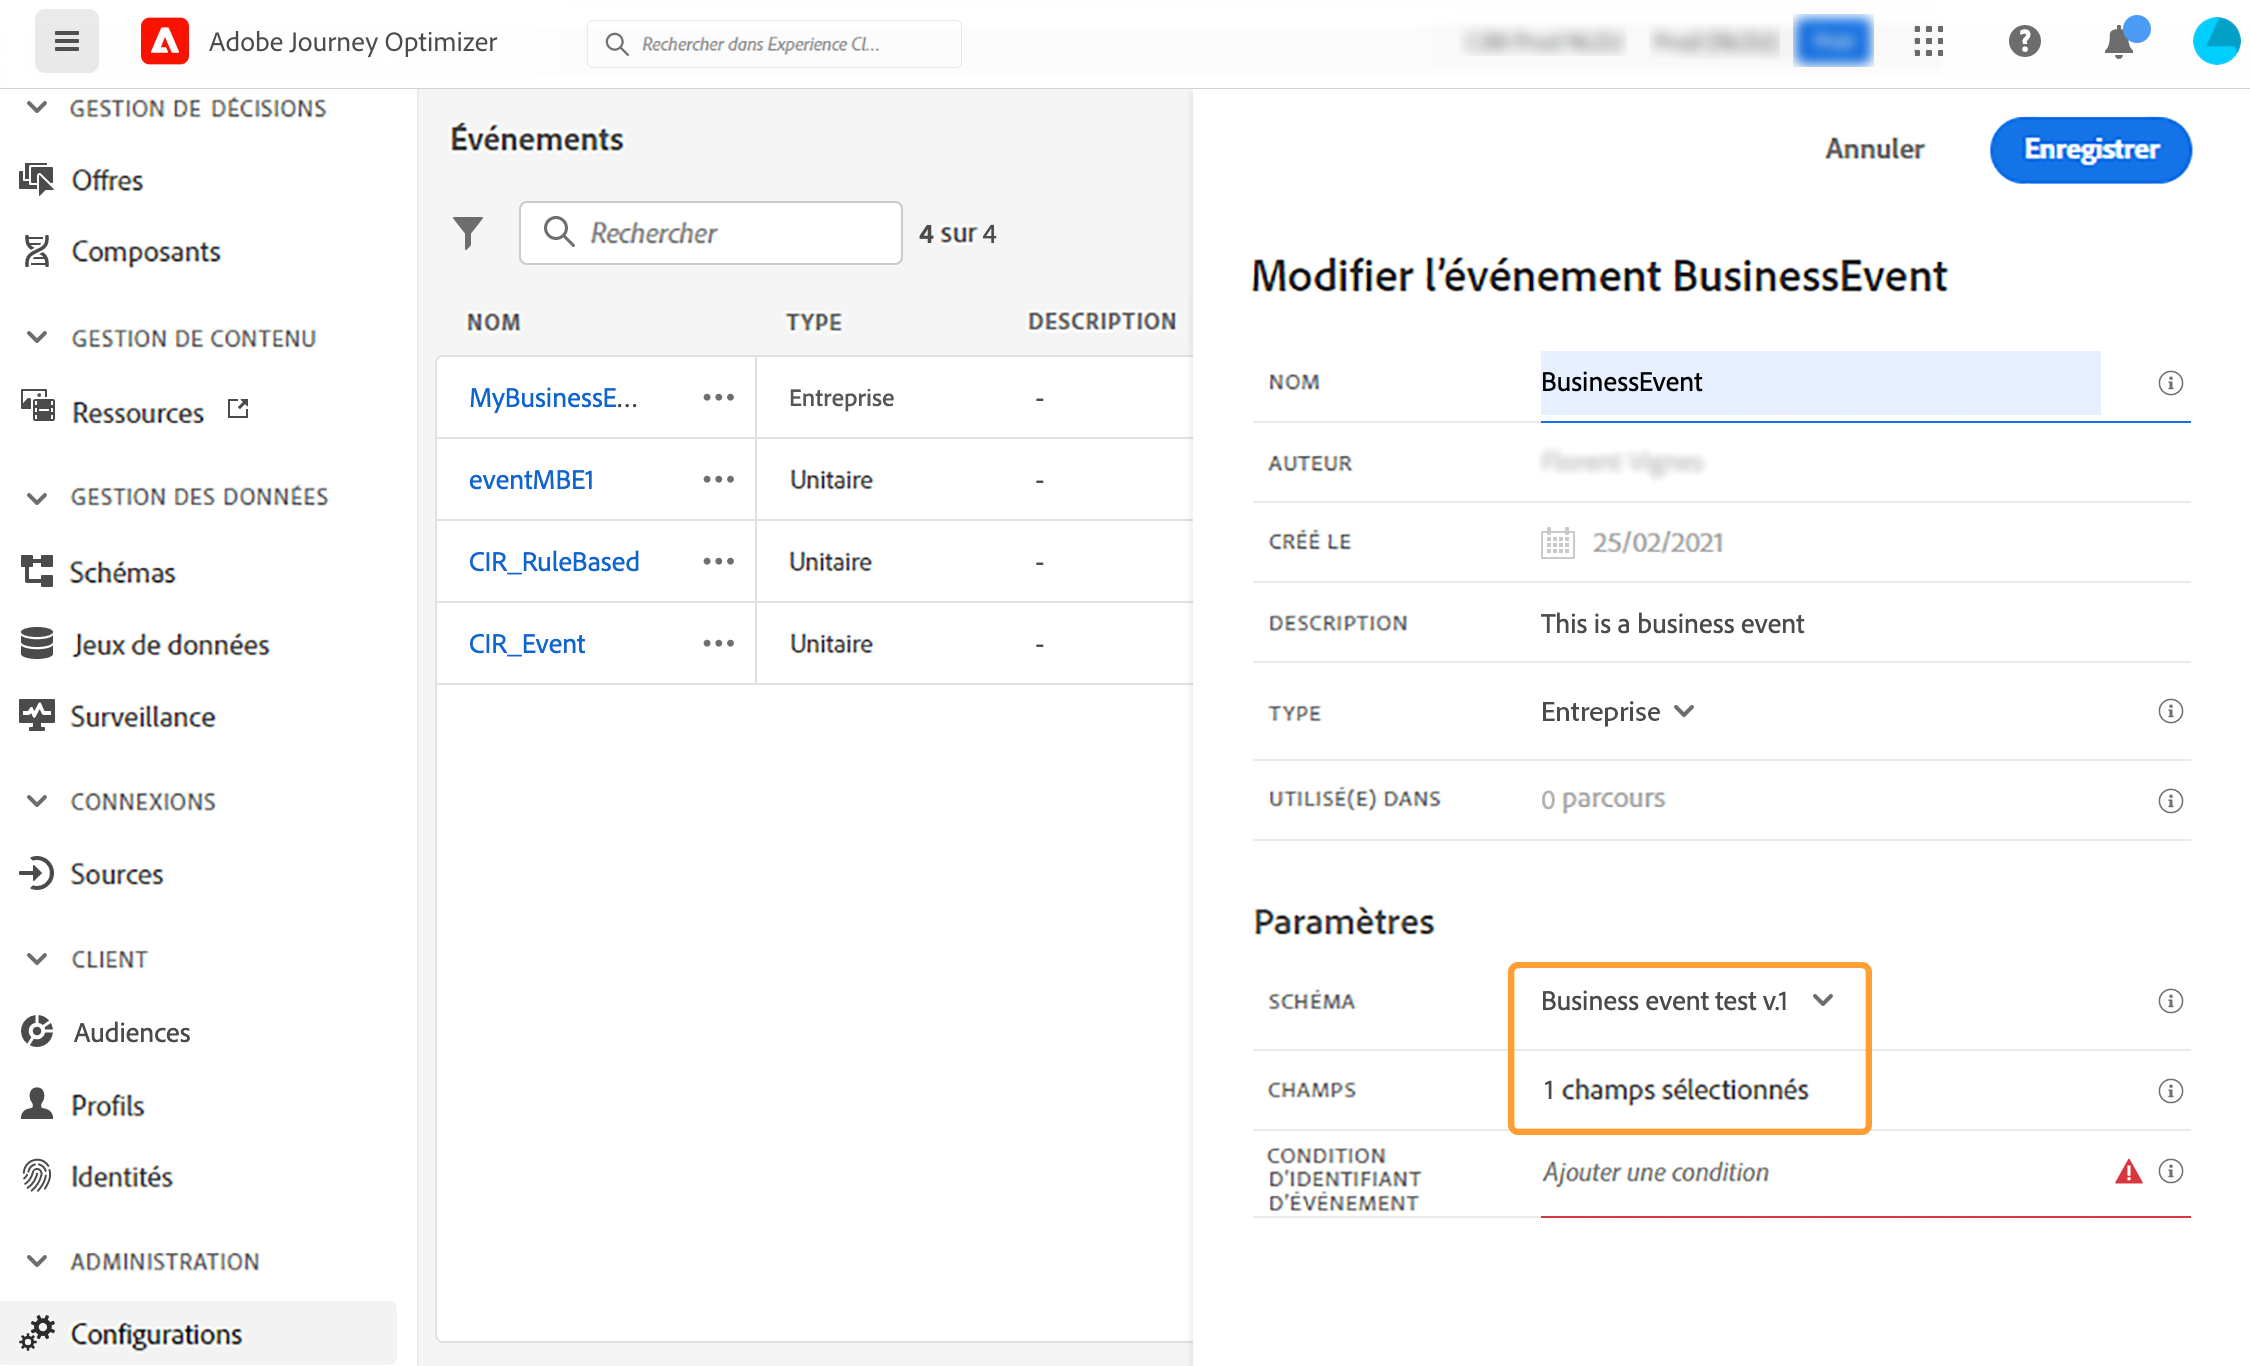 Adobe Journey Optimizer
Rechercher dans Experience Cl...
GESTION DE DÉCISIONS
Offres
Composants
GESTION DE CONTENU
Ressources
GESTION DES DONNÉES
Schémas
Jeux de données
Surveillance
CONNEXIONS
Sources
CLIENT
Audiences
Profils
Identités
ADMINISTRATION
Configurations
Événements
Rechercher
4 sur 4
NOM TYPE DESCRIPTION
MyBusinessE... Entreprise -
eventMBE1 Unitaire -
CIR_RuleBased Unitaire -
CIR_Event Unitaire -
Annuler
Enregistrer
Modifier l’événement BusinessEvent
NOM BusinessEvent
AUTEUR
CRÉÉ LE 25/02/2021
DESCRIPTION This is a business event
TYPE Entreprise
UTILISÉ(E) DANS 0 parcours
Paramètres
SCHÉMA Business event test v.1
CHAMPS 1 champs sélectionnés
CONDITION
D’IDENTIFIANT
D’ÉVÉNEMENT
Ajouter une condition